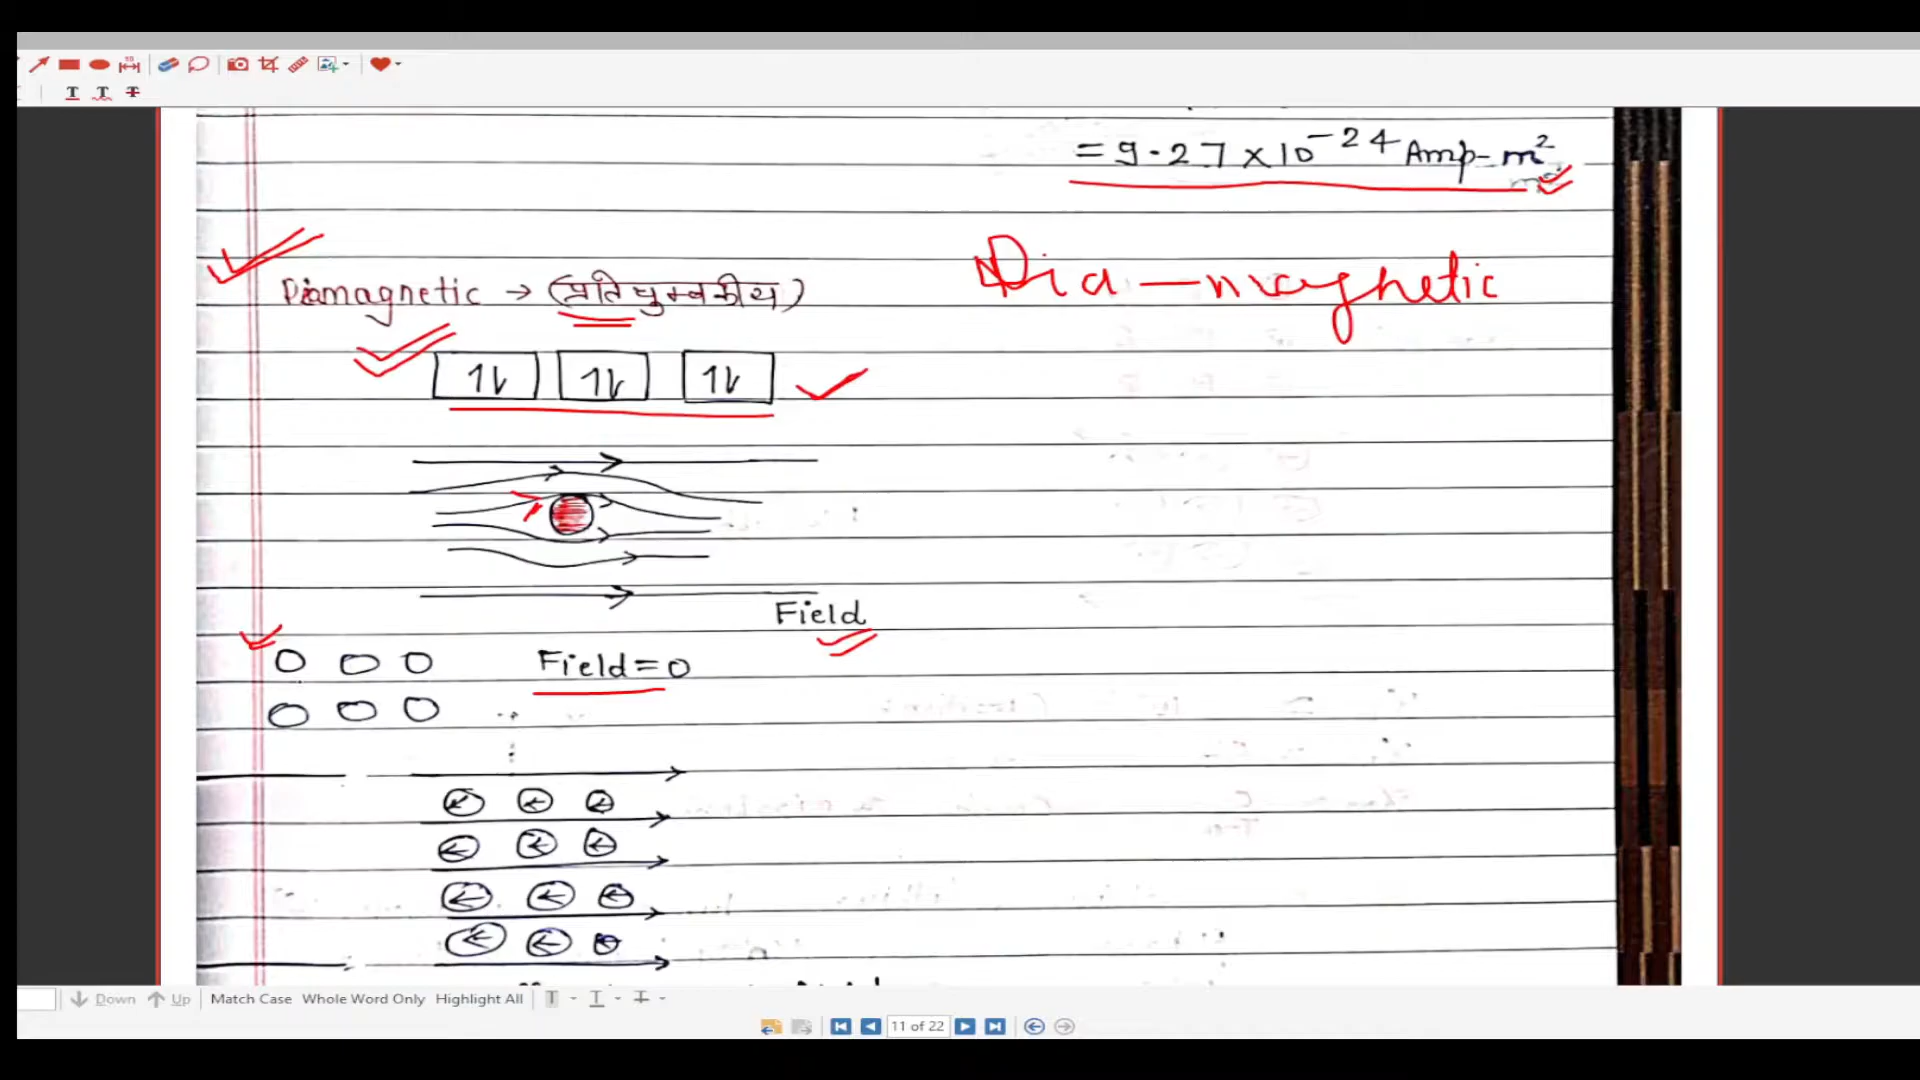 = 9.27 x 10⁻²⁴ Amp-m²
Diamagnetic → (प्रतिचुम्बकीय)
Dia-magnetic
1⇂ 1⇂ 1⇂
Field
Field = 0
Down Up Match Case Whole Word Only Highlight All
11 of 22